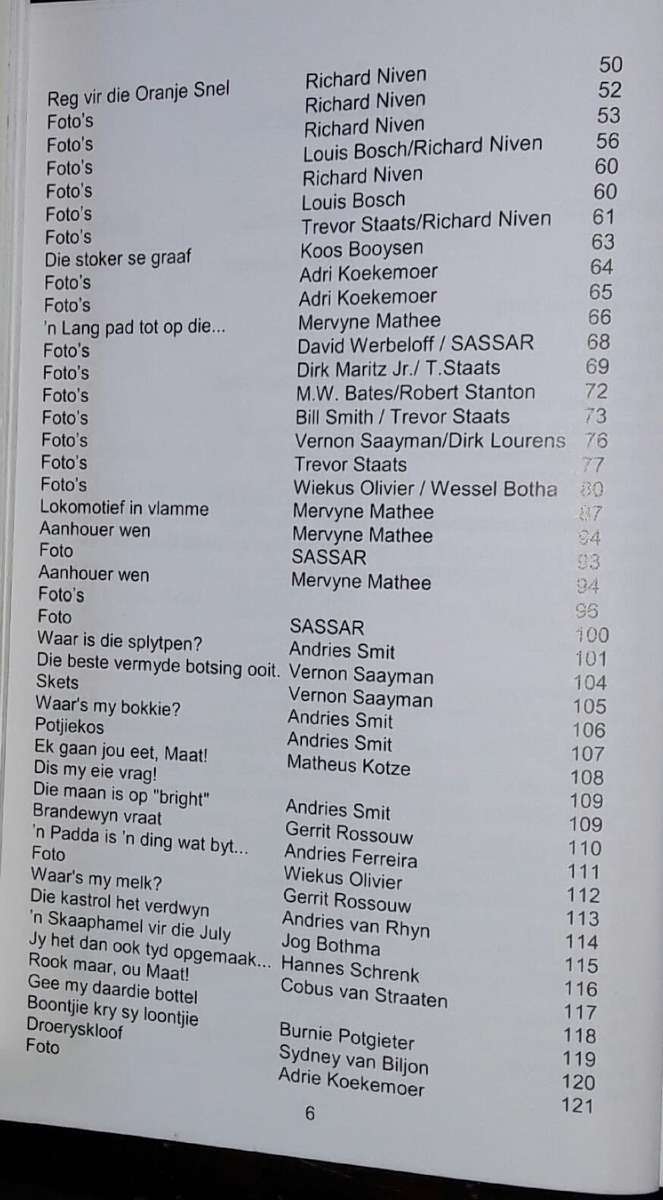 Reg vir die Oranje Snel Richard Niven 50
Foto's Richard Niven 52
Foto's Richard Niven 53
Foto's Louis Bosch/Richard Niven 56
Foto's Richard Niven 60
Foto's Louis Bosch 60
Foto's Trevor Staats/Richard Niven 61
Die stoker se graaf Koos Booysen 63
Foto's Adri Koekemoer 64
Foto's Adri Koekemoer 65
'n Lang pad tot op die... Mervyne Mathee 66
Foto's David Werbeloff / SASSAR 68
Foto's Dirk Maritz Jr./ T.Staats 69
Foto's M.W. Bates/Robert Stanton 72
Foto's Bill Smith / Trevor Staats 73
Foto's Vernon Saayman/Dirk Lourens 76
Foto's Trevor Staats 77
Foto's Wiekus Olivier / Wessel Botha 80
Lokomotief in vlamme Mervyne Mathee 87
Aanhouer wen Mervyne Mathee 94
Foto SASSAR 93
Aanhouer wen Mervyne Mathee 94
Foto's 96
Foto SASSAR 100
Waar is die splytpen? Andries Smit 101
Die beste vermyde botsing ooit. Vernon Saayman 104
Skets Vernon Saayman 105
Waar's my bokkie? Andries Smit 106
Potjiekos Andries Smit 107
Ek gaan jou eet, Maat! Matheus Kotze 108
Dis my eie vrag! 109
Die maan is op "bright" Andries Smit 109
Brandewyn vraat Gerrit Rossouw 110
'n Padda is 'n ding wat byt... Andries Ferreira 111
Foto Wiekus Olivier 112
Waar's my melk? Gerrit Rossouw 113
Die kastrol het verdwyn Andries van Rhyn 114
'n Skaaphamel vir die July Jog Bothma 115
Jy het dan ook tyd opgemaak... Hannes Schrenk 116
Rook maar, ou Maat! Cobus van Straaten 117
Gee my daardie bottel 118
Boontjie kry sy loontjie Burnie Potgieter 119
Droeryskloof Sydney van Biljon 120
Foto Adrie Koekemoer 121
6